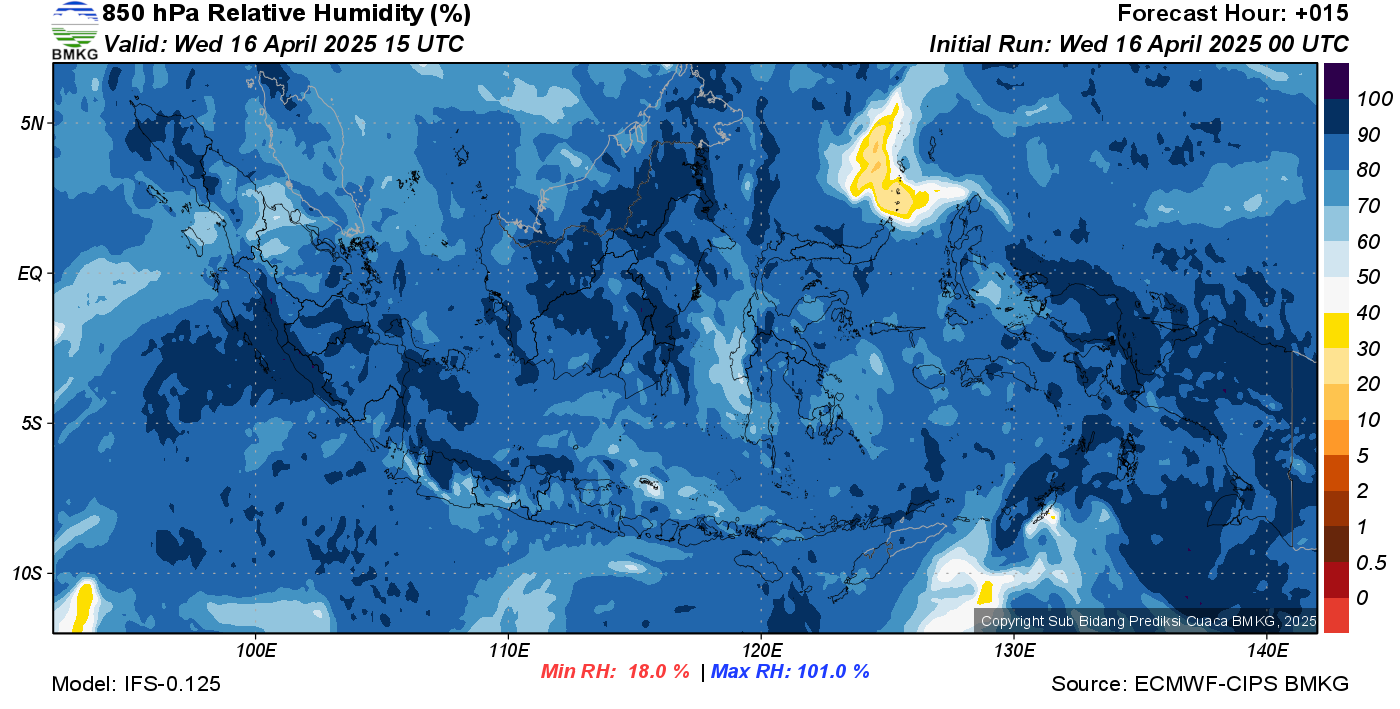 850 hPa Relative Humidity (%)
Forecast Hour: +015
BMKG
Valid: Wed 16 April 2025 15 UTC
Initial Run: Wed 16 April 2025 00 UTC
5N
EQ
5S
10S
100
90
80
70
60
50
40
30
20
10
5
2
1
0.5
0
Copyright Sub Bidang Prediksi Cuaca BMKG, 2025
100E
110E
120E
130E
140E
Min RH: 18.0 % | Max RH: 101.0 %
Model: IFS-0.125
Source: ECMWF-CIPS BMKG